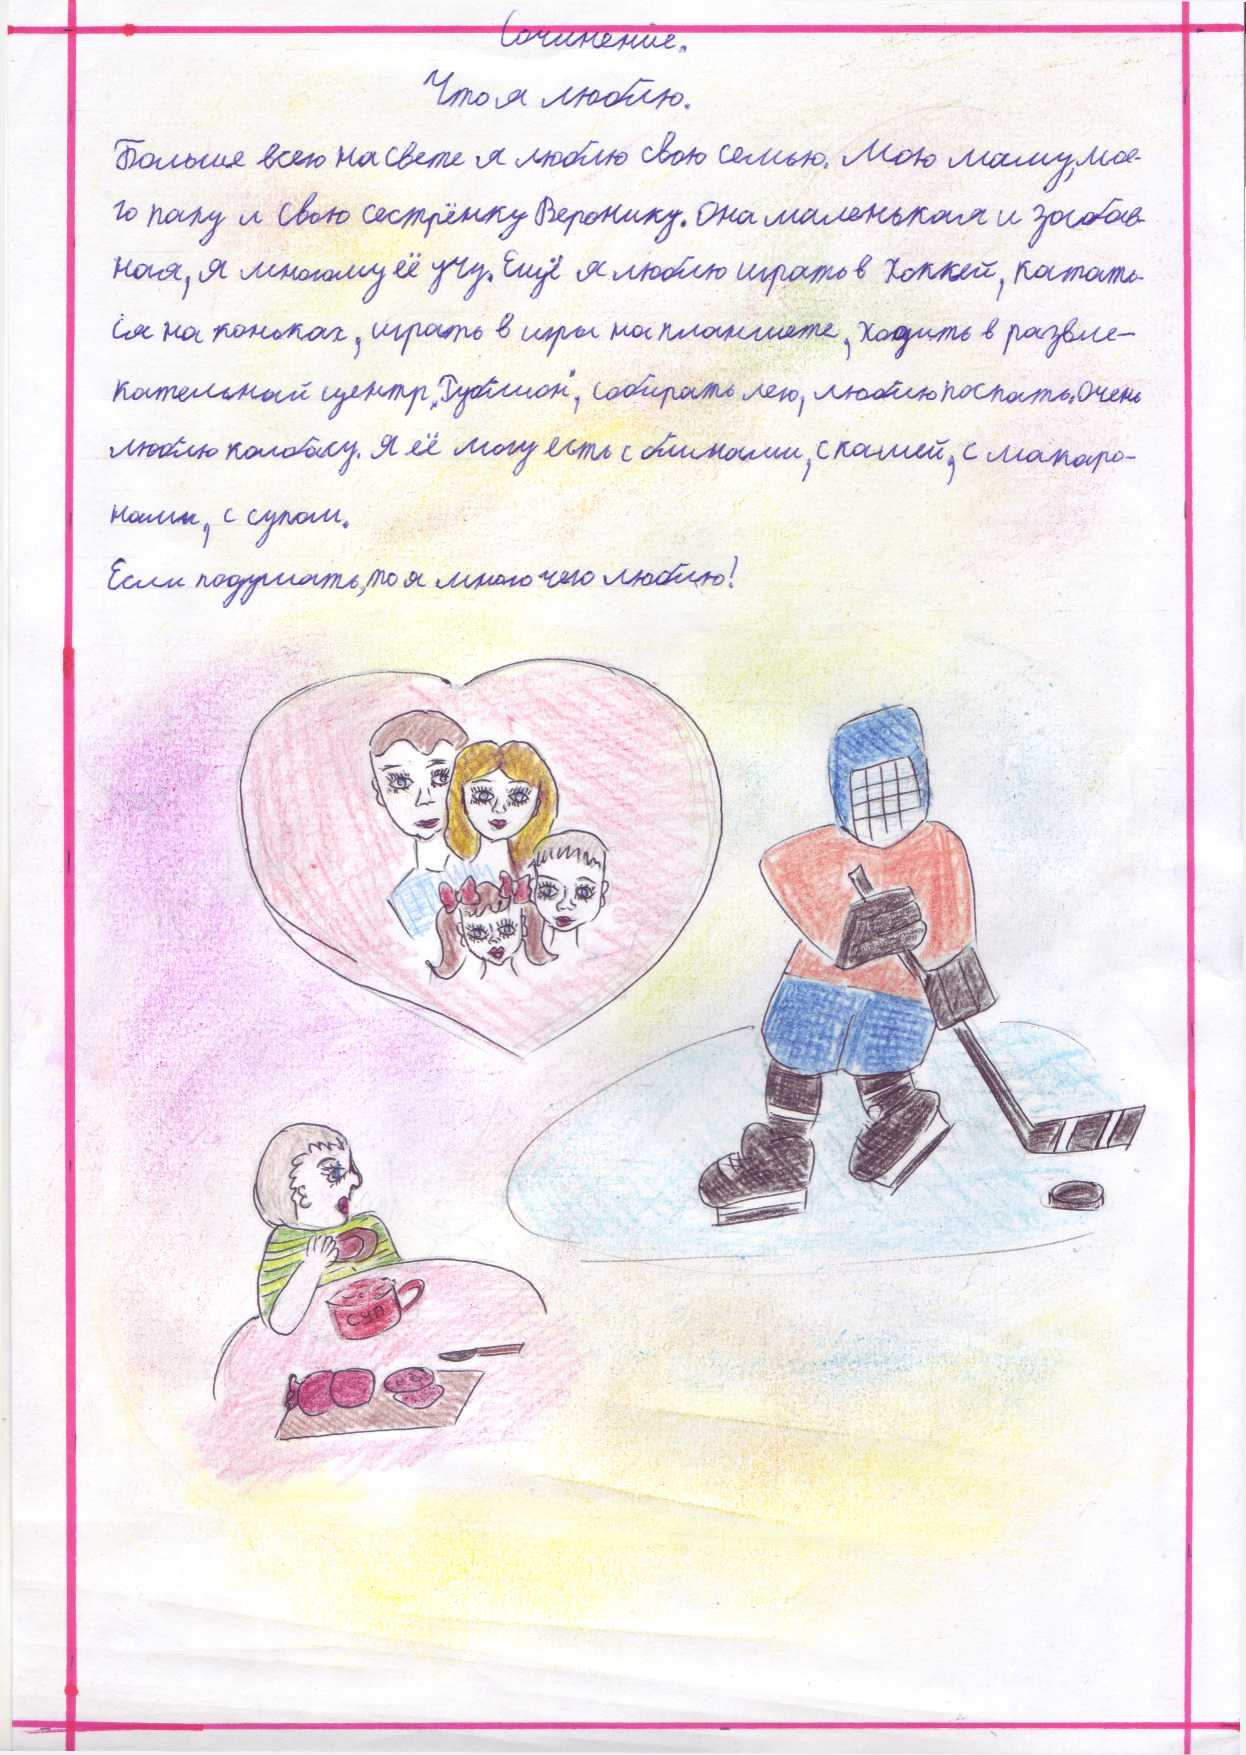 Сочинение.
Что я люблю.
Больше всего на свете я люблю свою семью. Мою маму, мое-
го папу и свою сестрёнку Веронику. Она маленькая и забав-
ная, я многому её учу. Ещё я люблю играть в хоккей, катать-
ся на коньках, играть в игры на планшете, ходить в развле-
кательный центр „Губтион", собирать лего, люблю поспать. Очень
люблю колбасу. Я её могу есть с блинами, с кашей, с макаро-
нами, с супом.
Если подумать, то я много чего люблю!
суп